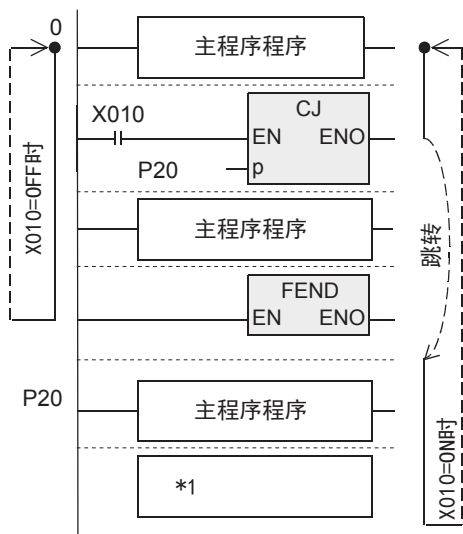 0
主程序程序
X010
CJ
EN ENO
P20
p
主程序程序
FEND
EN ENO
P20
主程序程序
*1
X010=OFF时
跳转
X010=ON时